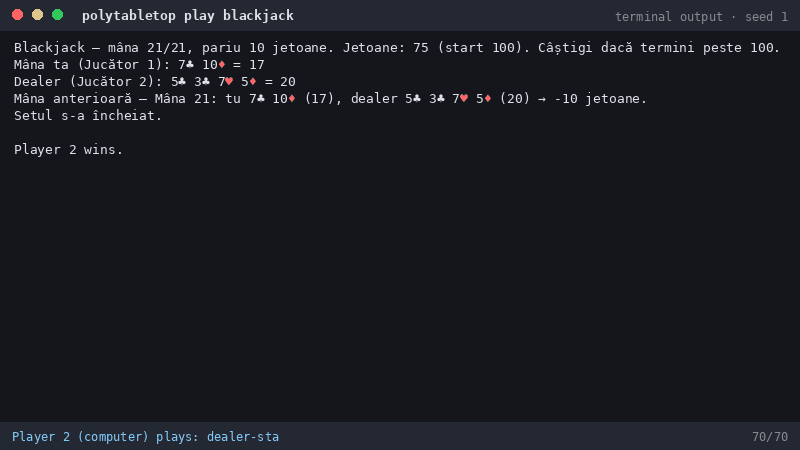 polytabletop play blackjack
terminal output · seed 1
Blackjack — mâna 21/21, pariu 10 jetoane. Jetoane: 75 (start 100). Câștigi dacă termini peste 100.
Mâna ta (Jucător 1): 7♣ 10♦ = 17
Dealer (Jucător 2): 5♣ 3♣ 7♥ 5♦ = 20
Mâna anterioară — Mâna 21: tu 7♣ 10♦ (17), dealer 5♣ 3♣ 7♥ 5♦ (20) → -10 jetoane.
Setul s-a încheiat.
Player 2 wins.
Player 2 (computer) plays: dealer-sta
70/70